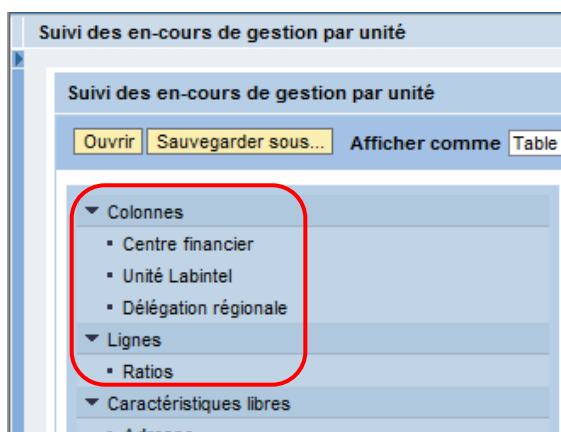 Suivi des en-cours de gestion par unité
Suivi des en-cours de gestion par unité
Ouvrir Sauvegarder sous... Afficher comme Table
Colonnes
Centre financier
Unité Labintel
Délégation régionale
Lignes
Ratios
Caractéristiques libres